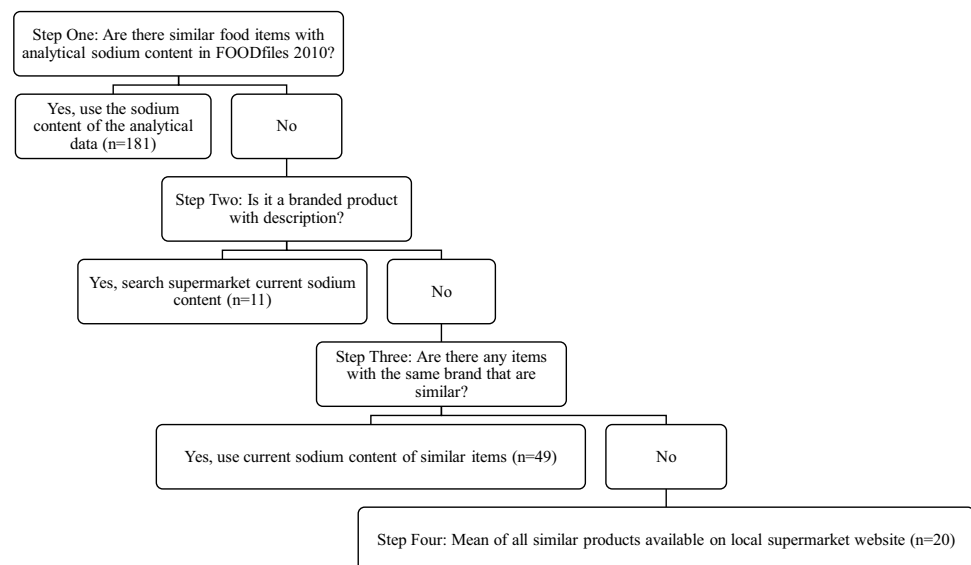 Step One: Are there similar food items with
analytical sodium content in FOODfiles 2010?
Yes, use the sodium
content of the analytical
data (n=181)
No
Step Two: Is it a branded product
with description?
Yes, search supermarket current sodium
content (n=11)
No
Step Three: Are there any items
with the same brand that are
similar?
Yes, use current sodium content of similar items (n=49)
No
Step Four: Mean of all similar products available on local supermarket website (n=20)